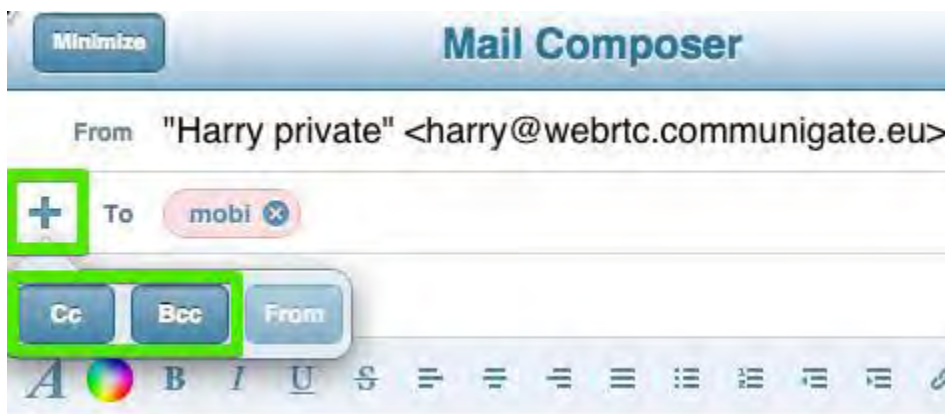 Minimize Mail Composer
From "Harry private" <harry@webrtc.communigate.eu>
To mobi
Cc Bcc From
A B I U S